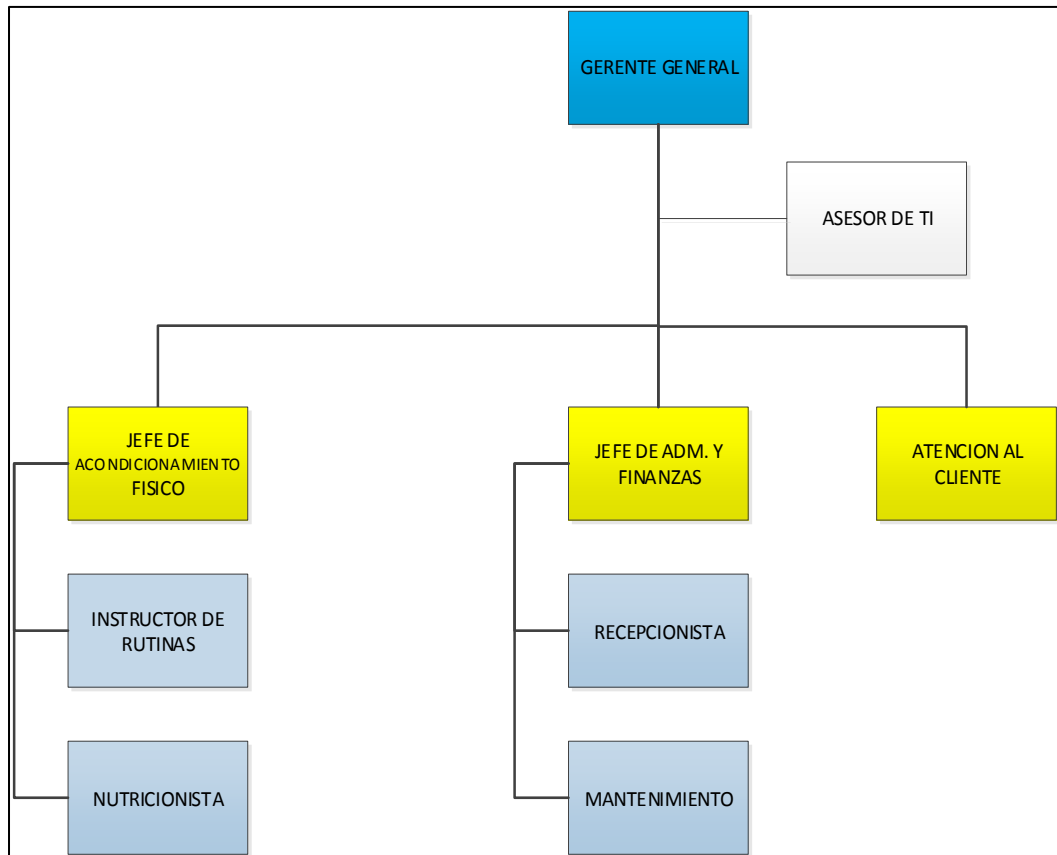 GERENTE GENERAL
ASESOR DE TI
JEFE DE
ACONDICIONAMIENTO
FISICO
JEFE DE ADM. Y
FINANZAS
ATENCION AL
CLIENTE
INSTRUCTOR DE
RUTINAS
RECEPCIONISTA
NUTRICIONISTA
MANTENIMIENTO